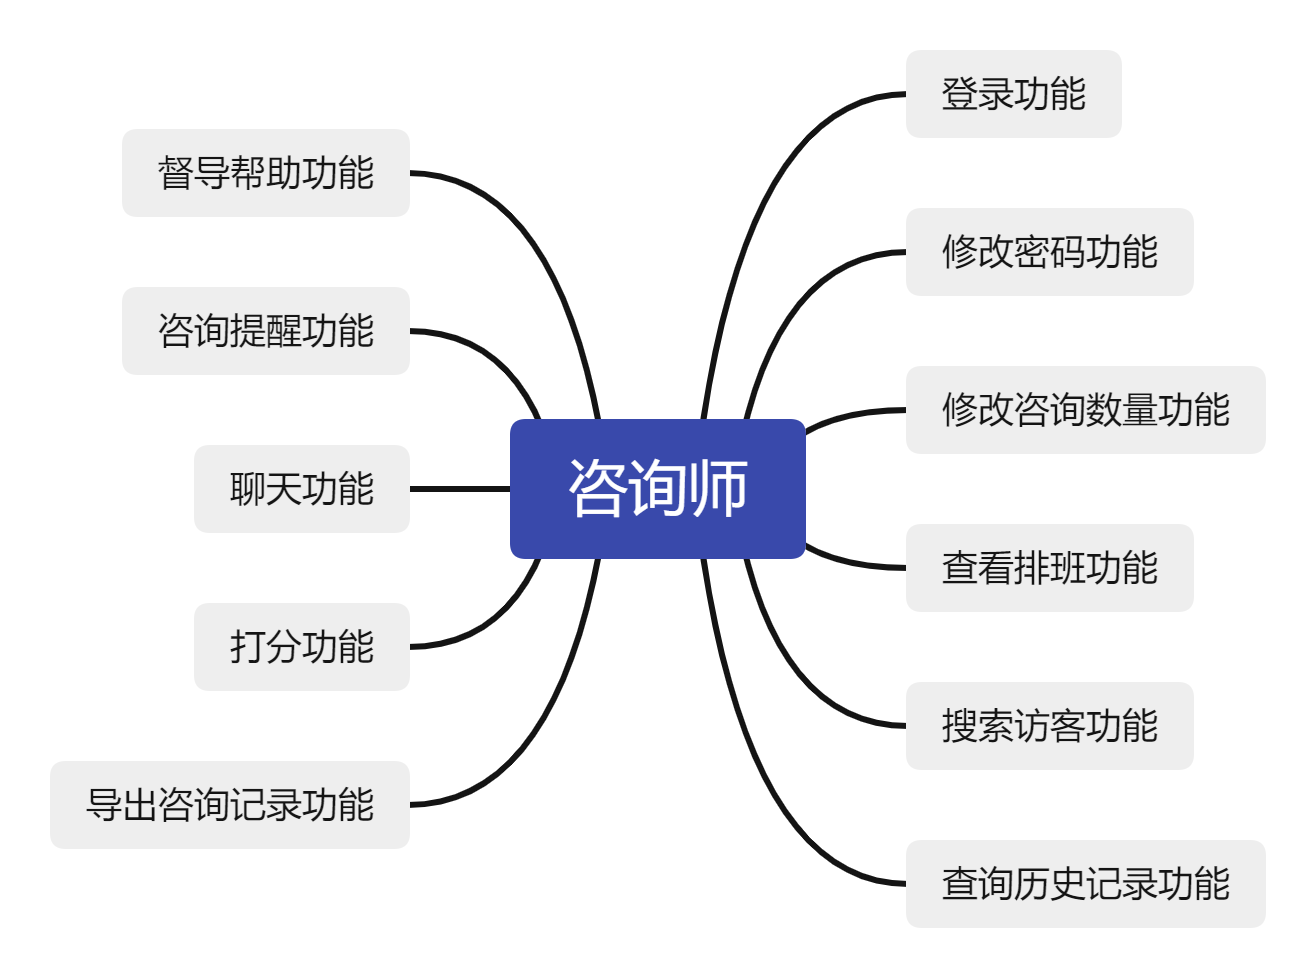 咨询师
登录功能
修改密码功能
修改咨询数量功能
查看排班功能
搜索访客功能
查询历史记录功能
督导帮助功能
咨询提醒功能
聊天功能
打分功能
导出咨询记录功能